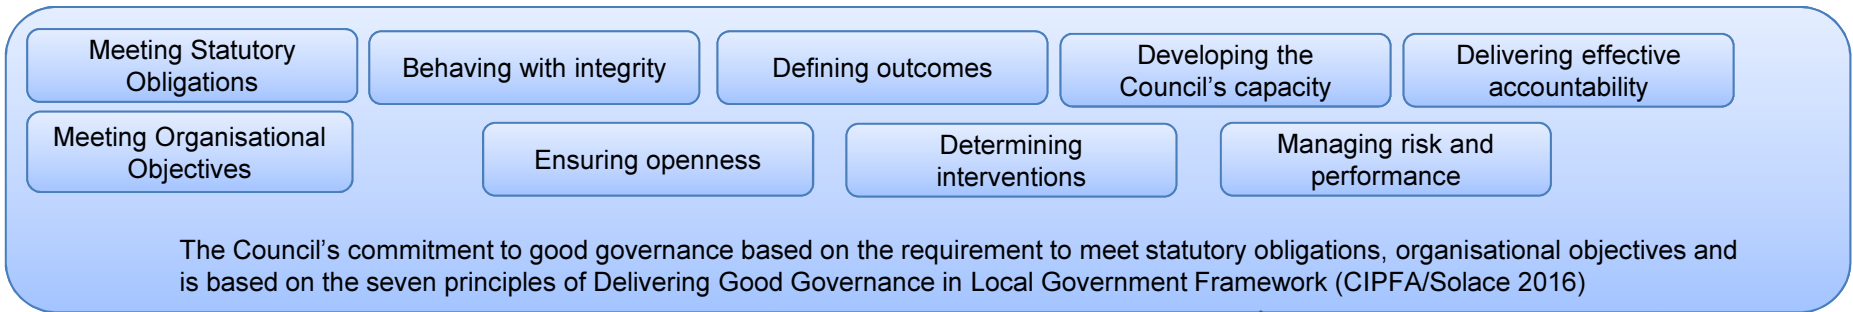 Meeting Statutory
Obligations
Behaving with integrity
Defining outcomes
Developing the
Council’s capacity
Delivering effective
accountability
Meeting Organisational
Objectives
Ensuring openness
Determining
interventions
Managing risk and
performance
The Council’s commitment to good governance based on the requirement to meet statutory obligations, organisational objectives and
is based on the seven principles of Delivering Good Governance in Local Government Framework (CIPFA/Solace 2016)